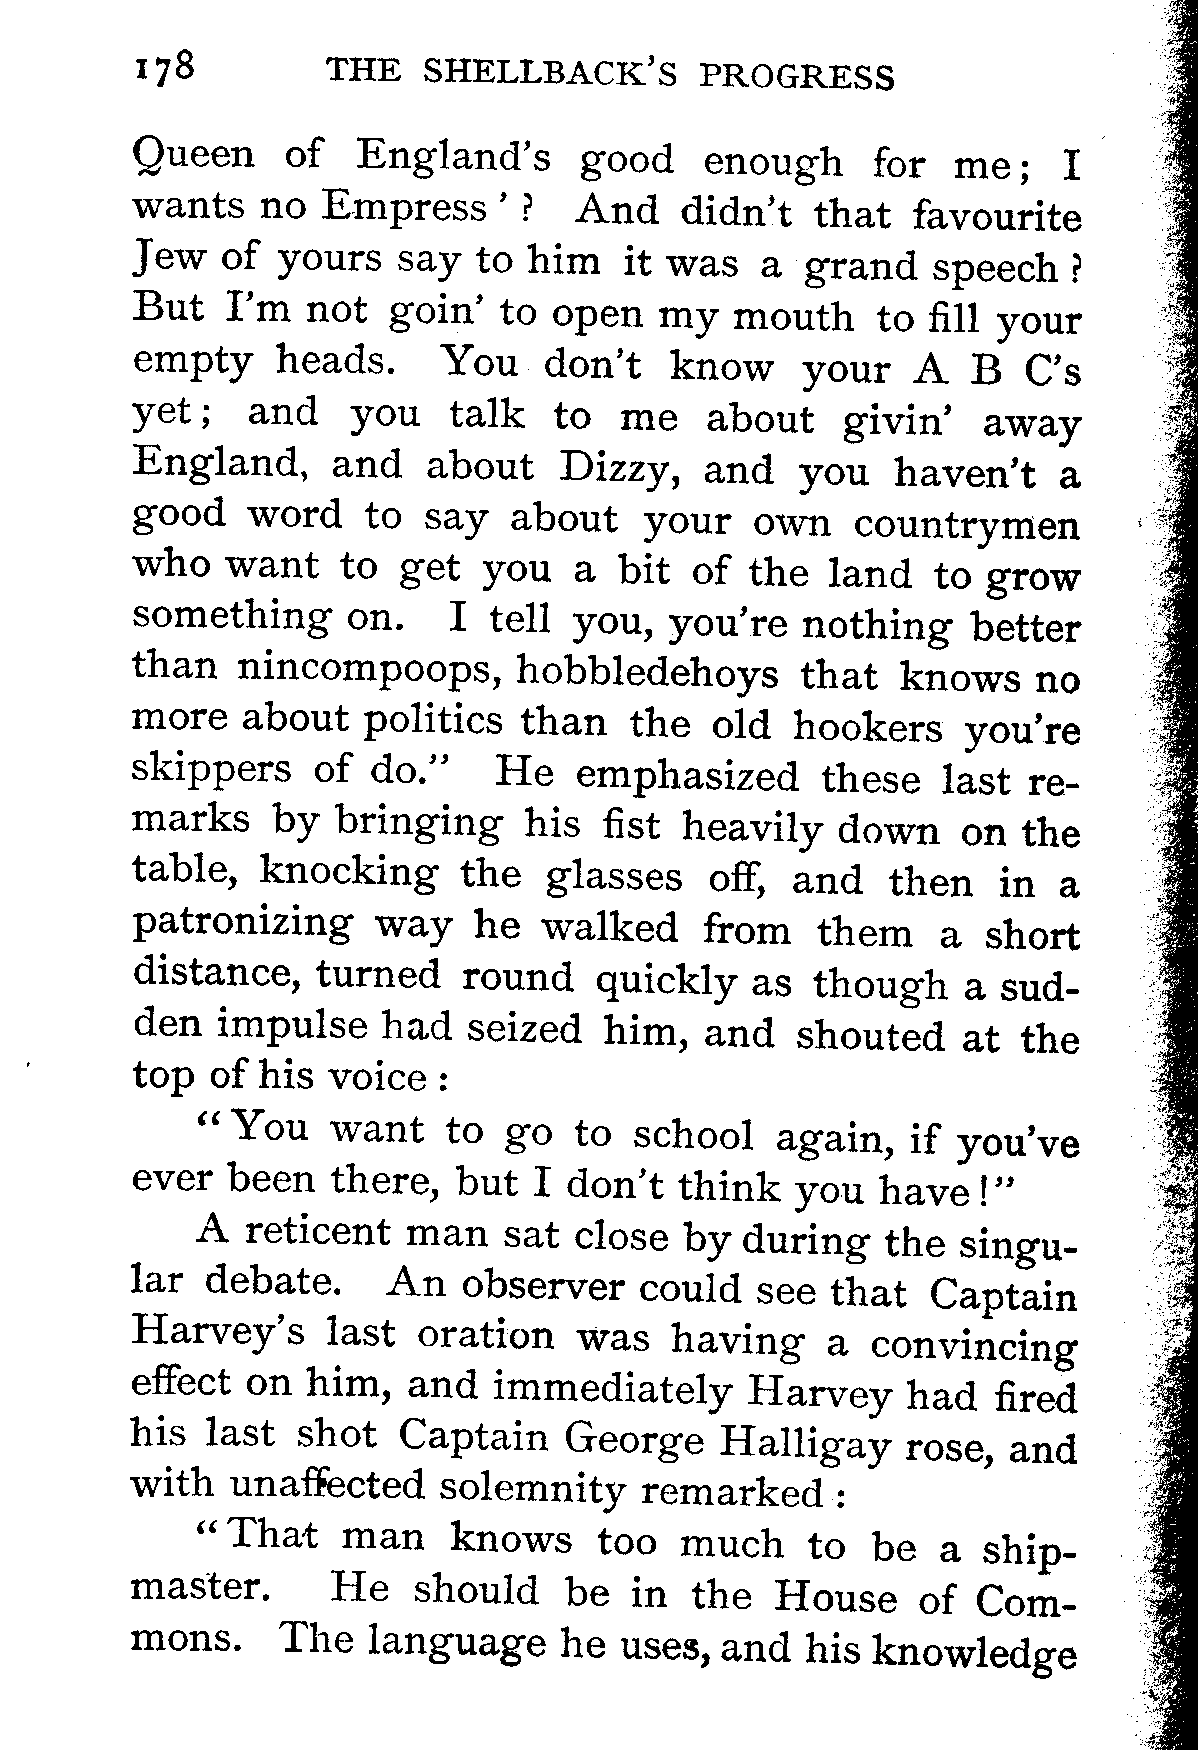 178 THE SHELLBACK'S PROGRESS
Queen of England's good enough for me; I
wants no Empress'? And didn't that favourite
Jew of yours say to him it was a grand speech?
But I'm not goin' to open my mouth to fill your
empty heads. You don't know your A B C's
yet; and you talk to me about givin' away
England, and about Dizzy, and you haven't a
good word to say about your own countrymen
who want to get you a bit of the land to grow
something on. I tell you, you're nothing better
than nincompoops, hobbledehoys that knows no
more about politics than the old hookers you're
skippers of do." He emphasized these last re-
marks by bringing his fist heavily down on the
table, knocking the glasses off, and then in a
patronizing way he walked from them a short
distance, turned round quickly as though a sud-
den impulse had seized him, and shouted at the
top of his voice:
"You want to go to school again, if you've
ever been there, but I don't think you have!"
A reticent man sat close by during the singu-
lar debate. An observer could see that Captain
Harvey's last oration was having a convincing
effect on him, and immediately Harvey had fired
his last shot Captain George Halligay rose, and
with unaffected solemnity remarked:
"That man knows too much to be a ship-
master. He should be in the House of Com-
mons. The language he uses, and his knowledge